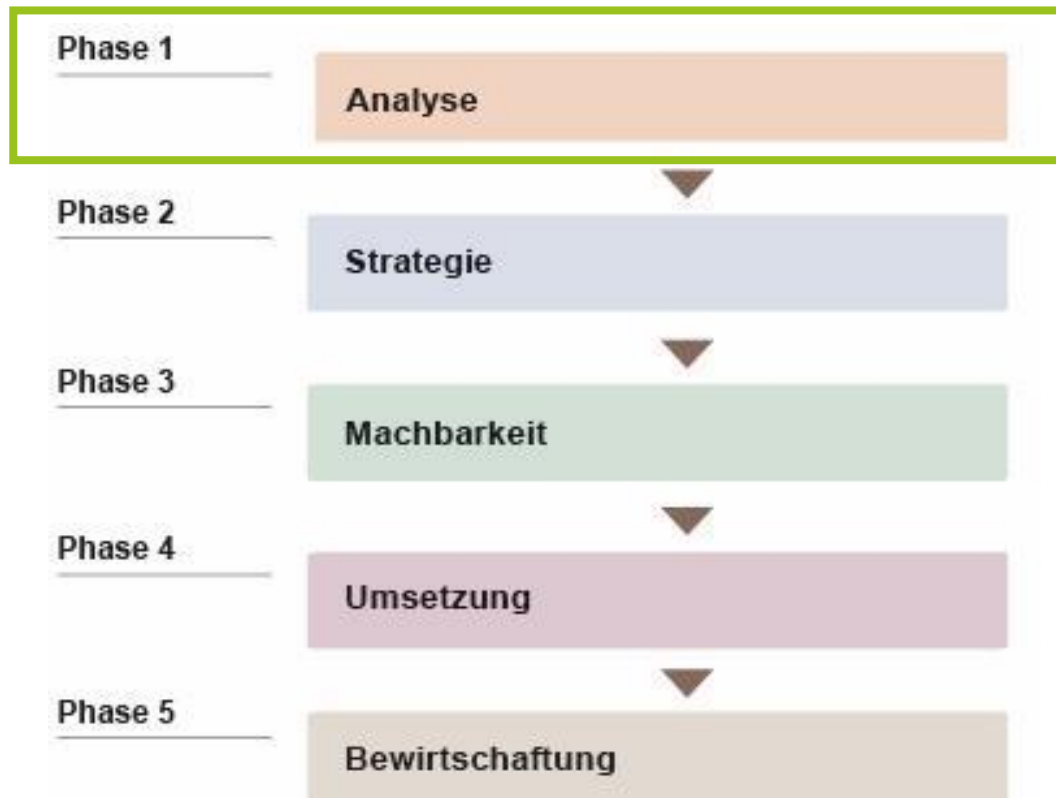 Phase 1
Analyse
Phase 2
Strategie
Phase 3
Machbarkeit
Phase 4
Umsetzung
Phase 5
Bewirtschaftung